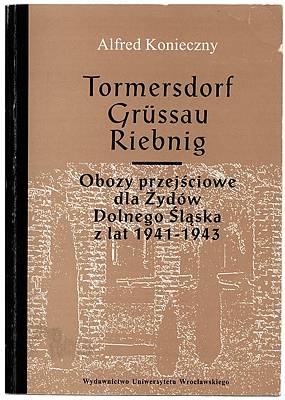 Alfred Konieczny
Tormersdorf
Grüssau
Riebnig
Obozy przejściowe
dla Żydów
Dolnego Śląska
z lat 1941-1943
Wydawnictwo Uniwersytetu Wrocławskiego